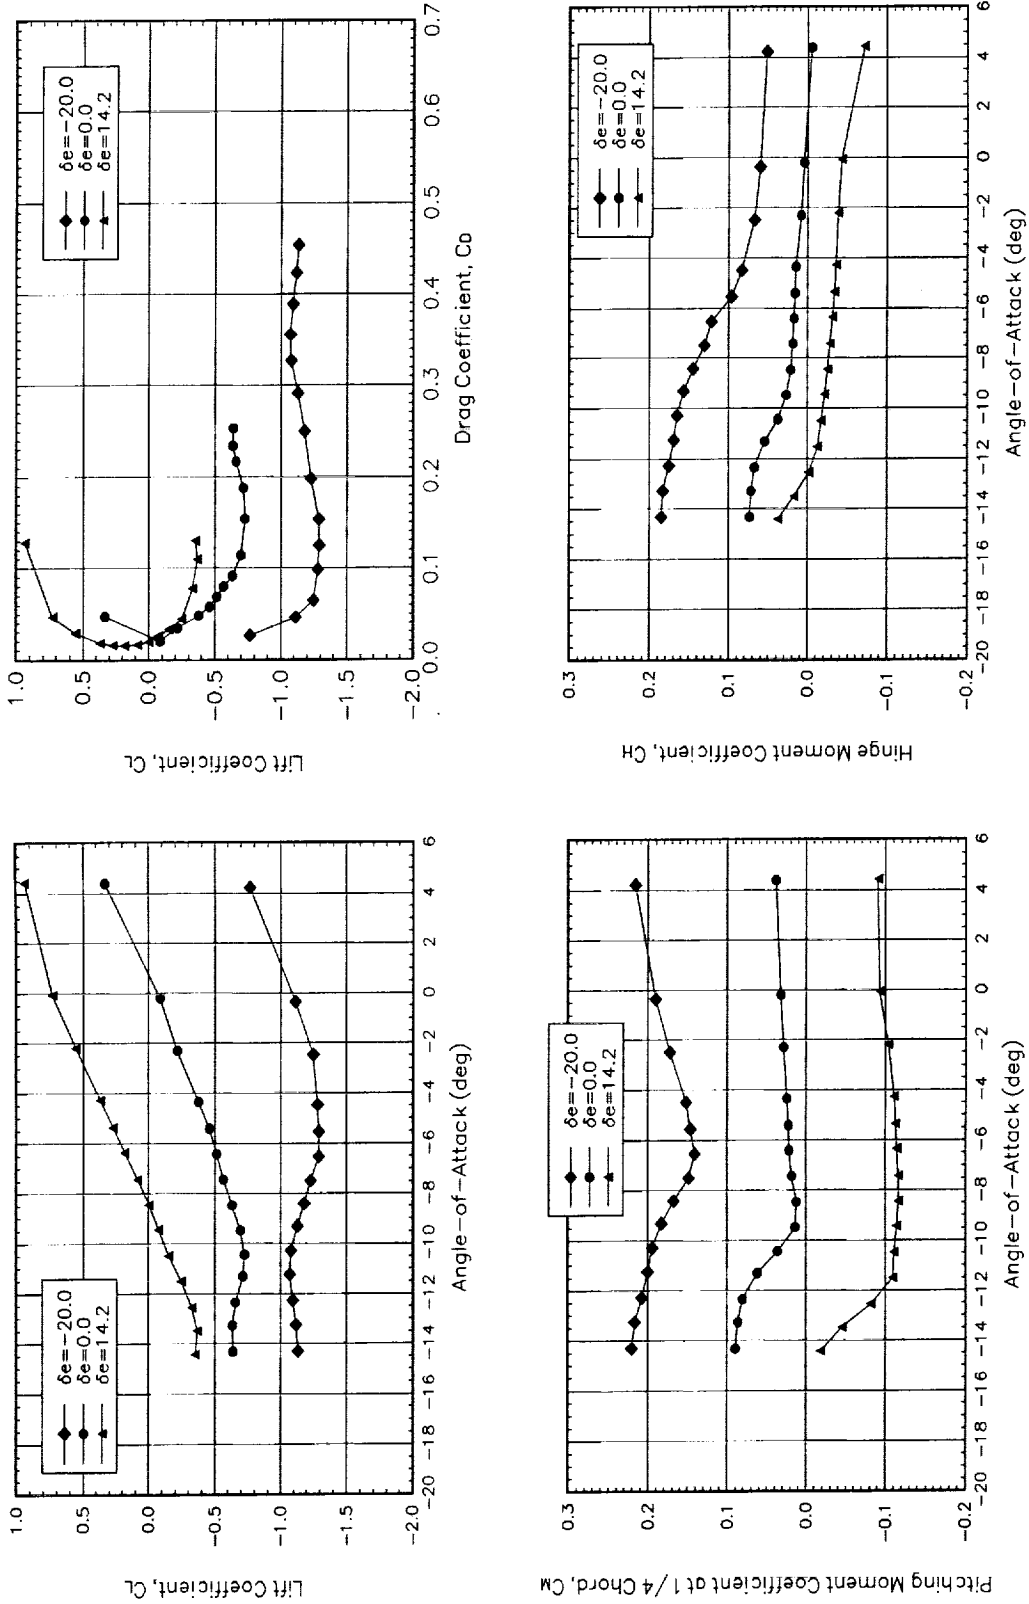 1.0
0.5
0.0
−0.5
−1.0
−1.5
−2.0
Lift Coefficient, CL
−20 −18 −16 −14 −12 −10 −8 −6 −4 −2 0 2 4 6
Angle−of−Attack (deg)
δe=−20.0
δe=0.0
δe=14.2
1.0
0.5
0.0
−0.5
−1.0
−1.5
−2.0
Lift Coefficient, CL
0.0 0.1 0.2 0.3 0.4 0.5 0.6 0.7
Drag Coefficient, CD
δe=−20.0
δe=0.0
δe=14.2
0.3
0.2
0.1
0.0
−0.1
−0.2
Pitching Moment Coefficient at 1/4 Chord, CM
−20 −18 −16 −14 −12 −10 −8 −6 −4 −2 0 2 4 6
Angle−of−Attack (deg)
δe=−20.0
δe=0.0
δe=14.2
0.3
0.2
0.1
0.0
−0.1
−0.2
Hinge Moment Coefficient, CH
−20 −18 −16 −14 −12 −10 −8 −6 −4 −2 0 2 4 6
Angle−of−Attack (deg)
δe=−20.0
δe=0.0
δe=14.2